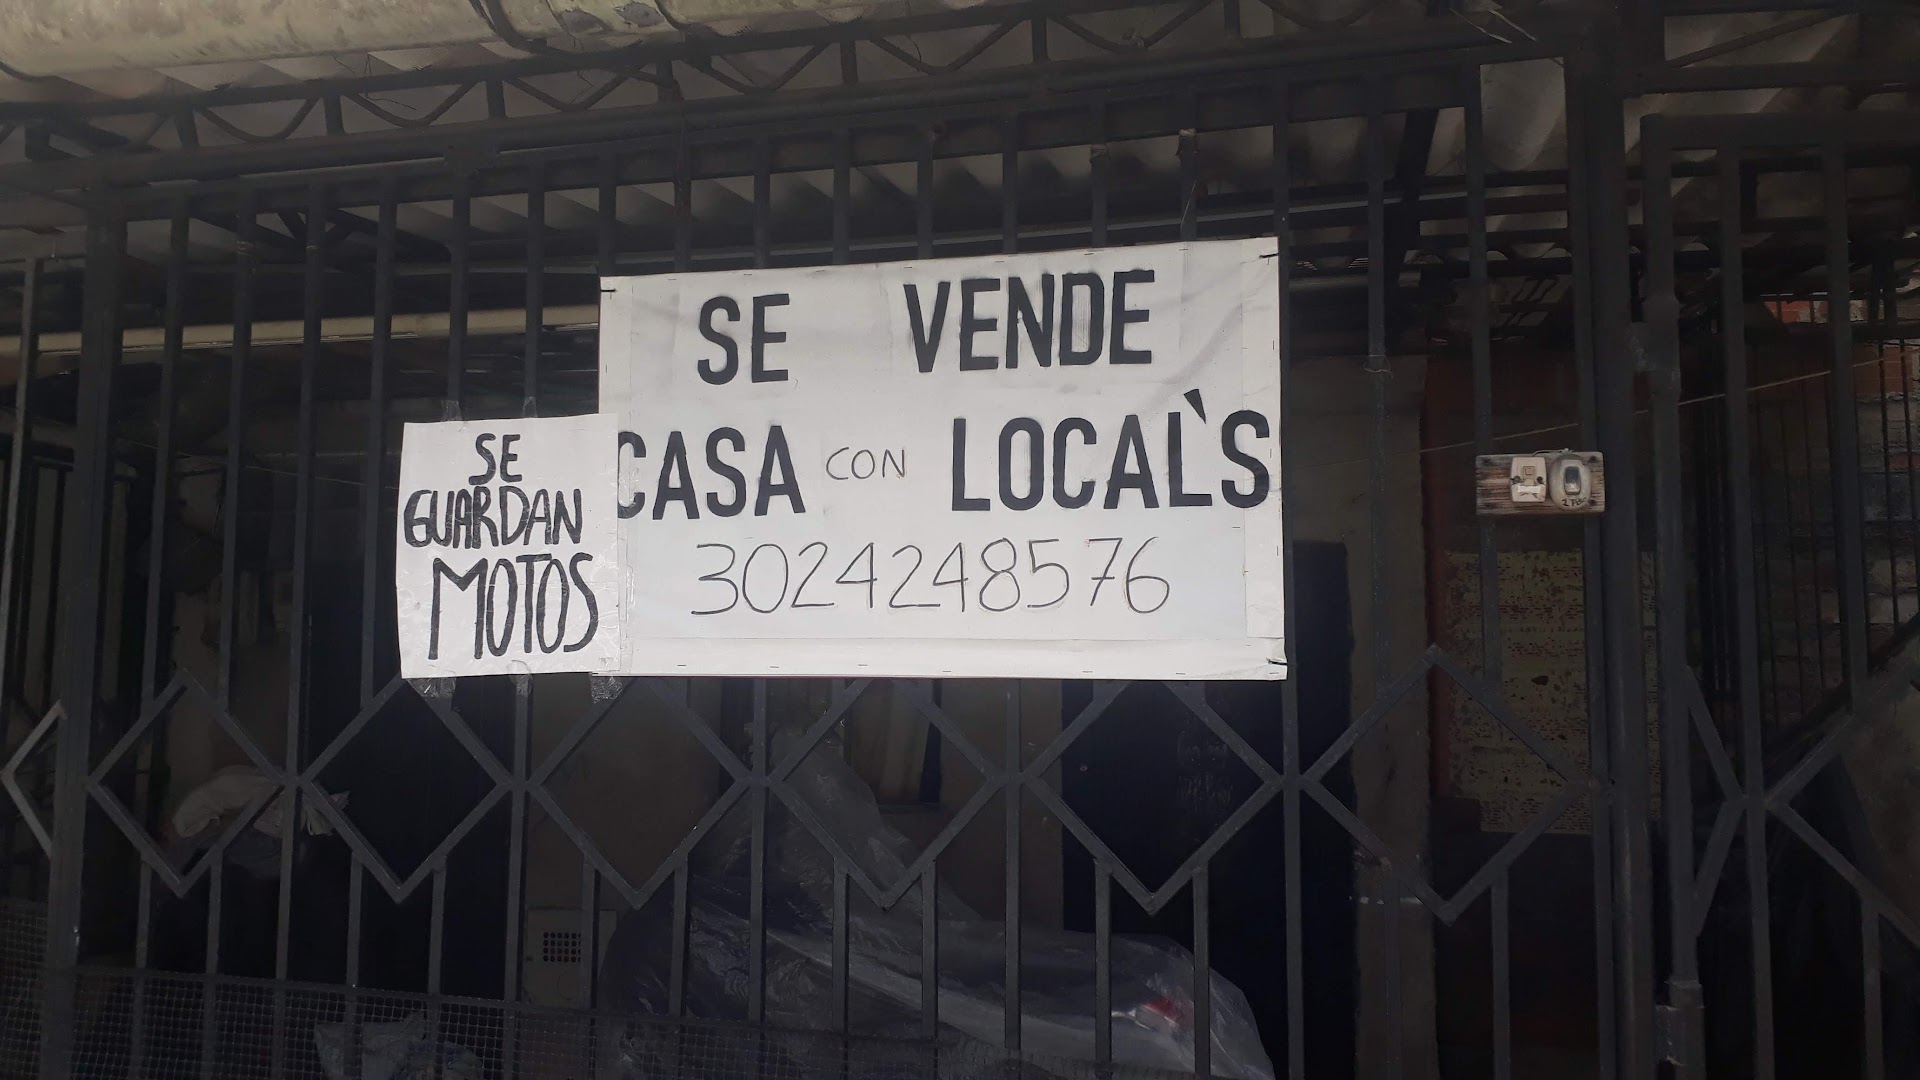 SE VENDE
CASA CON LOCAL`S
3024248576
SE
GUARDAN
MOTOS